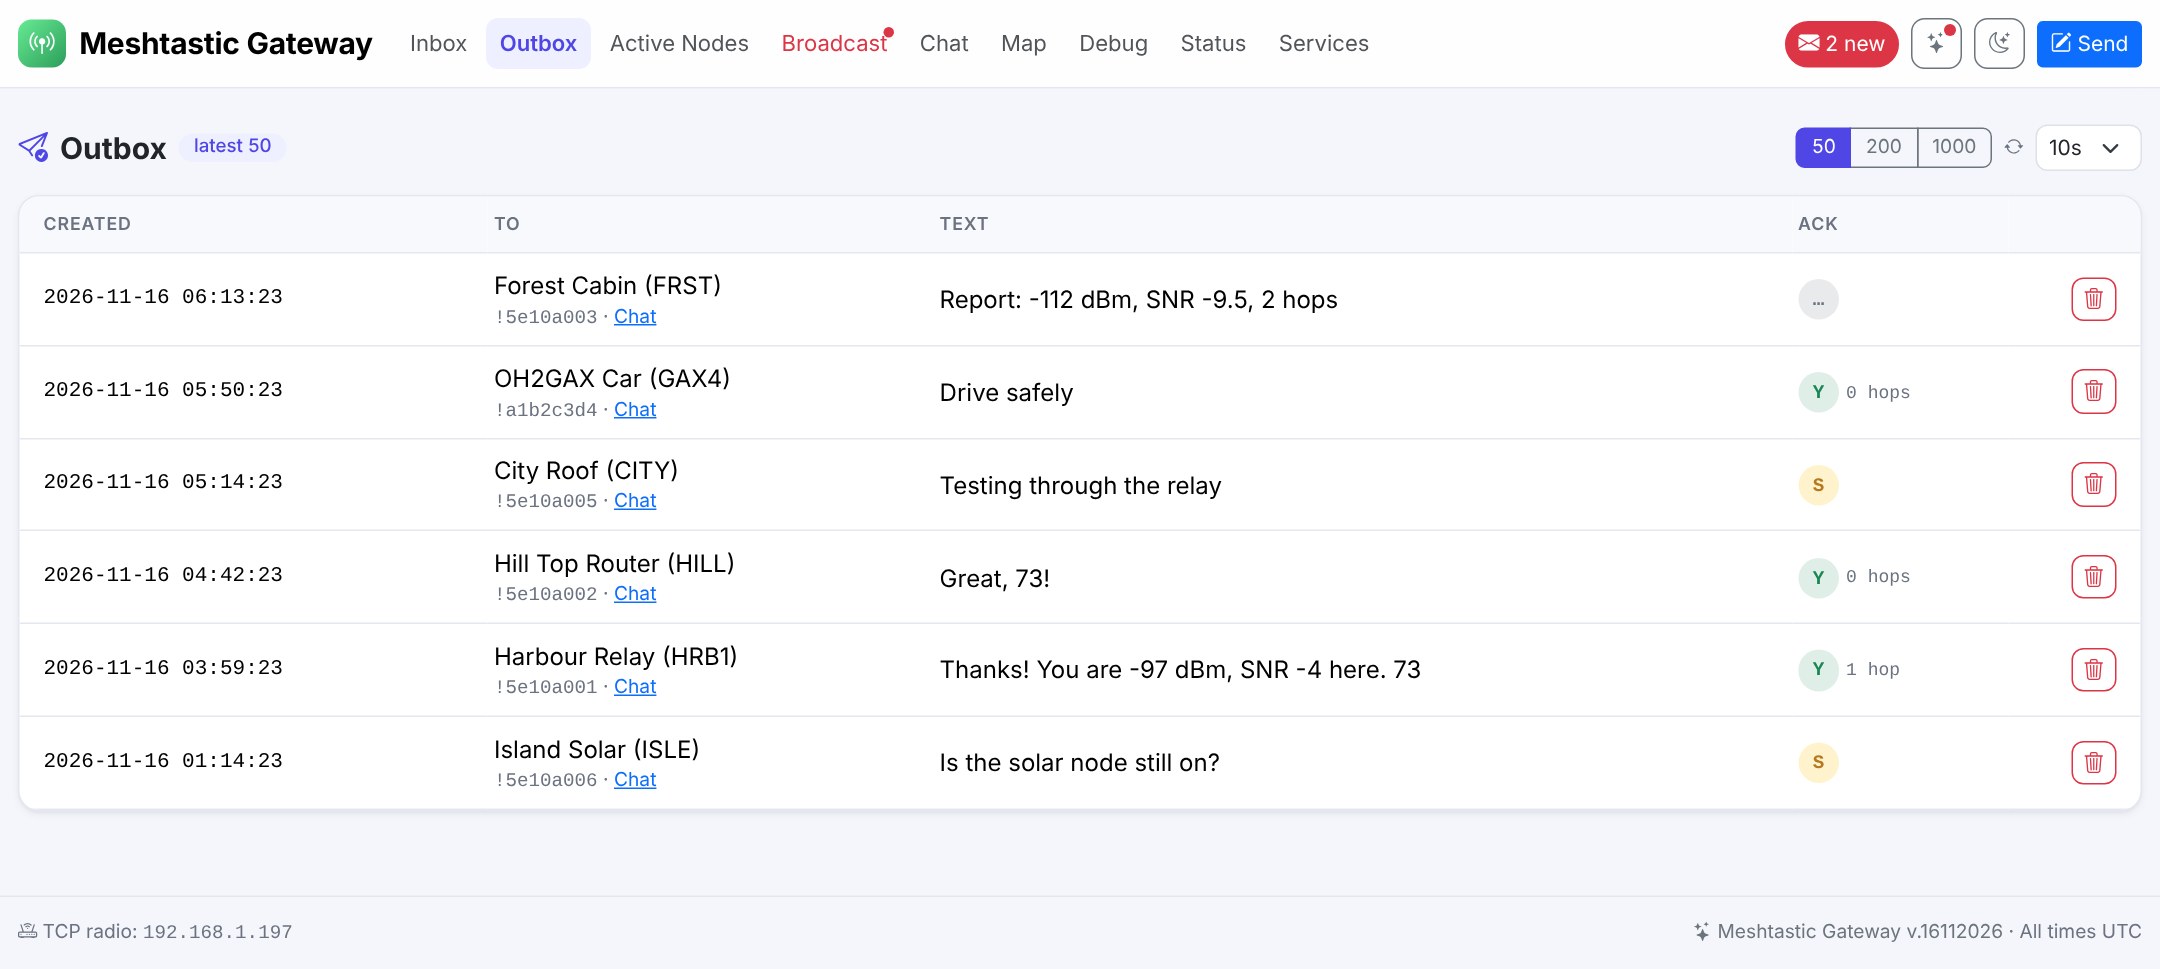 Meshtastic Gateway Inbox Outbox Active Nodes Broadcast Chat Map Debug Status Services 2 new Send
Outbox latest 50 50 200 1000 10s
CREATED TO TEXT ACK
2026-11-16 06:13:23 Forest Cabin (FRST) Report: -112 dBm, SNR -9.5, 2 hops …
!5e10a003 · Chat
2026-11-16 05:50:23 OH2GAX Car (GAX4) Drive safely Y 0 hops
!a1b2c3d4 · Chat
2026-11-16 05:14:23 City Roof (CITY) Testing through the relay S
!5e10a005 · Chat
2026-11-16 04:42:23 Hill Top Router (HILL) Great, 73! Y 0 hops
!5e10a002 · Chat
2026-11-16 03:59:23 Harbour Relay (HRB1) Thanks! You are -97 dBm, SNR -4 here. 73 Y 1 hop
!5e10a001 · Chat
2026-11-16 01:14:23 Island Solar (ISLE) Is the solar node still on? S
!5e10a006 · Chat
TCP radio: 192.168.1.197 Meshtastic Gateway v.16112026 · All times UTC